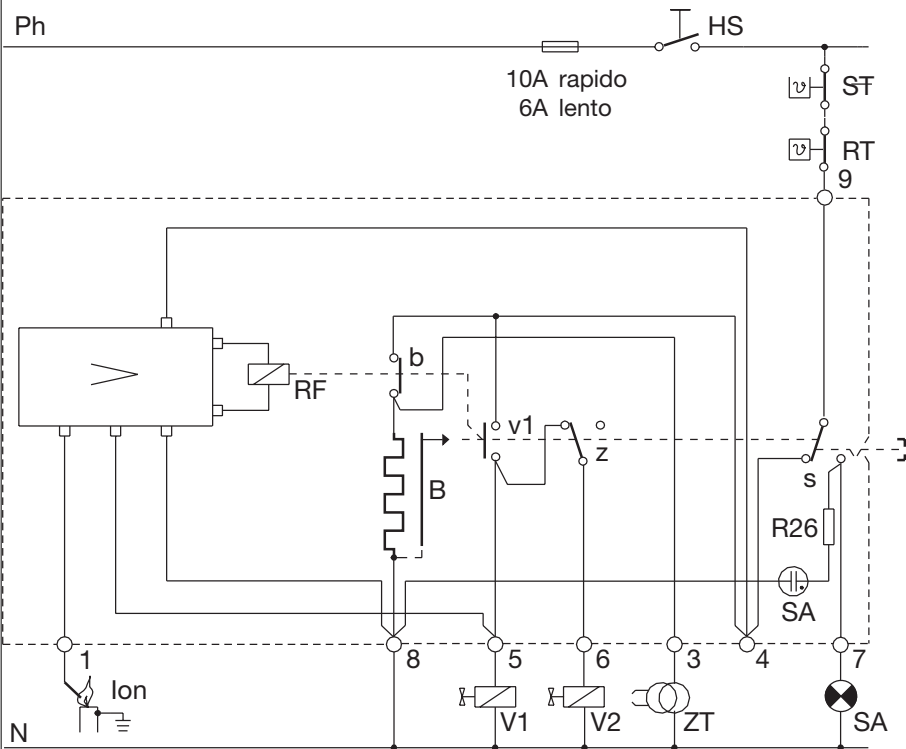 Ph
HS
10A rapido
6A lento
ST
ϑ
RT
ϑ
9
b
RF
v1
z
s
B
R26
SA
1
8
5
6
3
4
7
Ion
V1
V2
ZT
SA
N